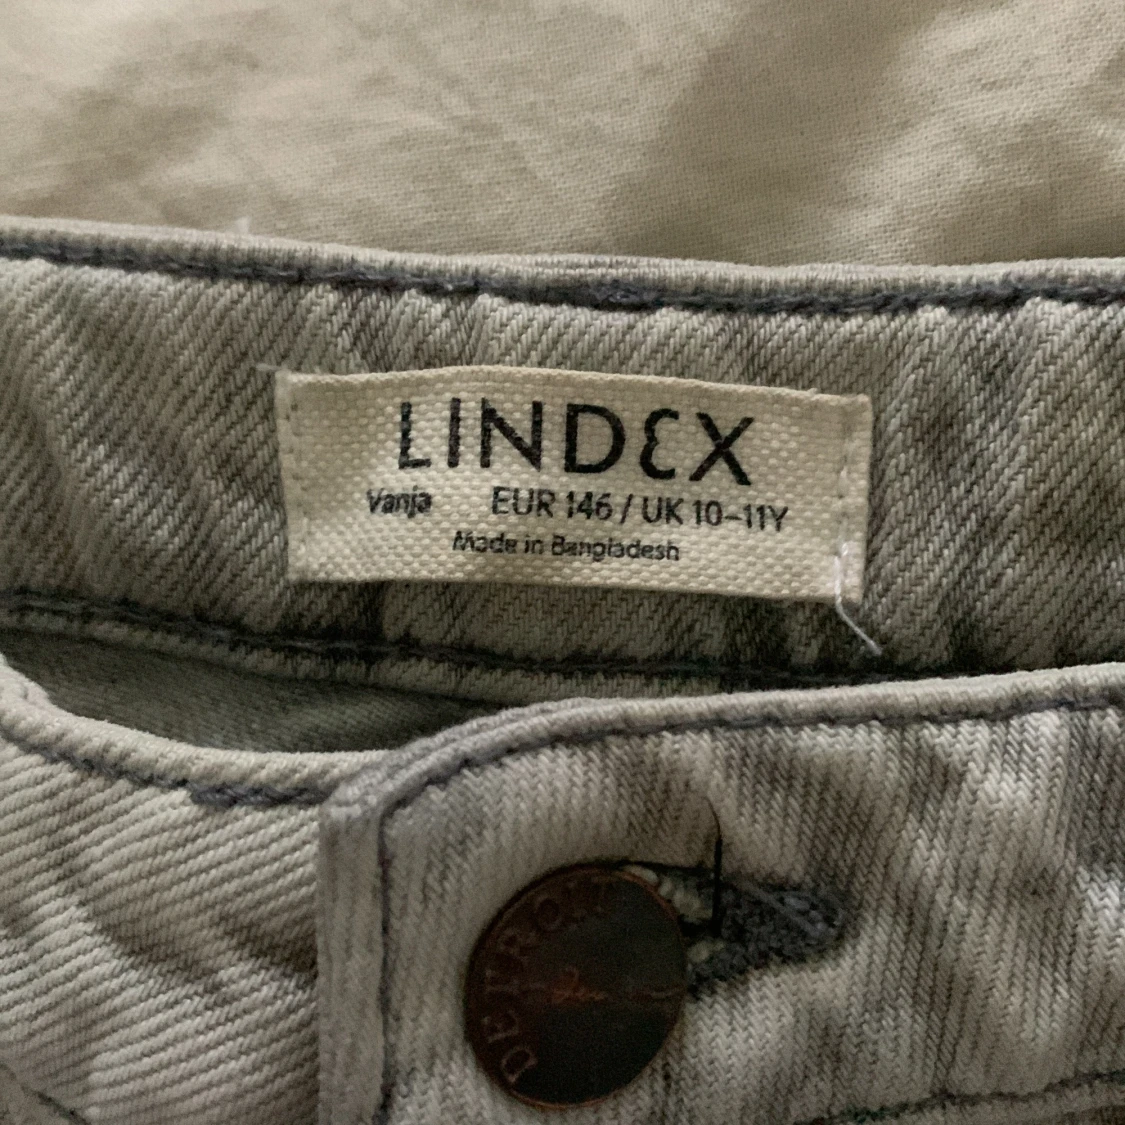 LINDEX
Vanja EUR 146 / UK 10-11Y
Made in Bangladesh